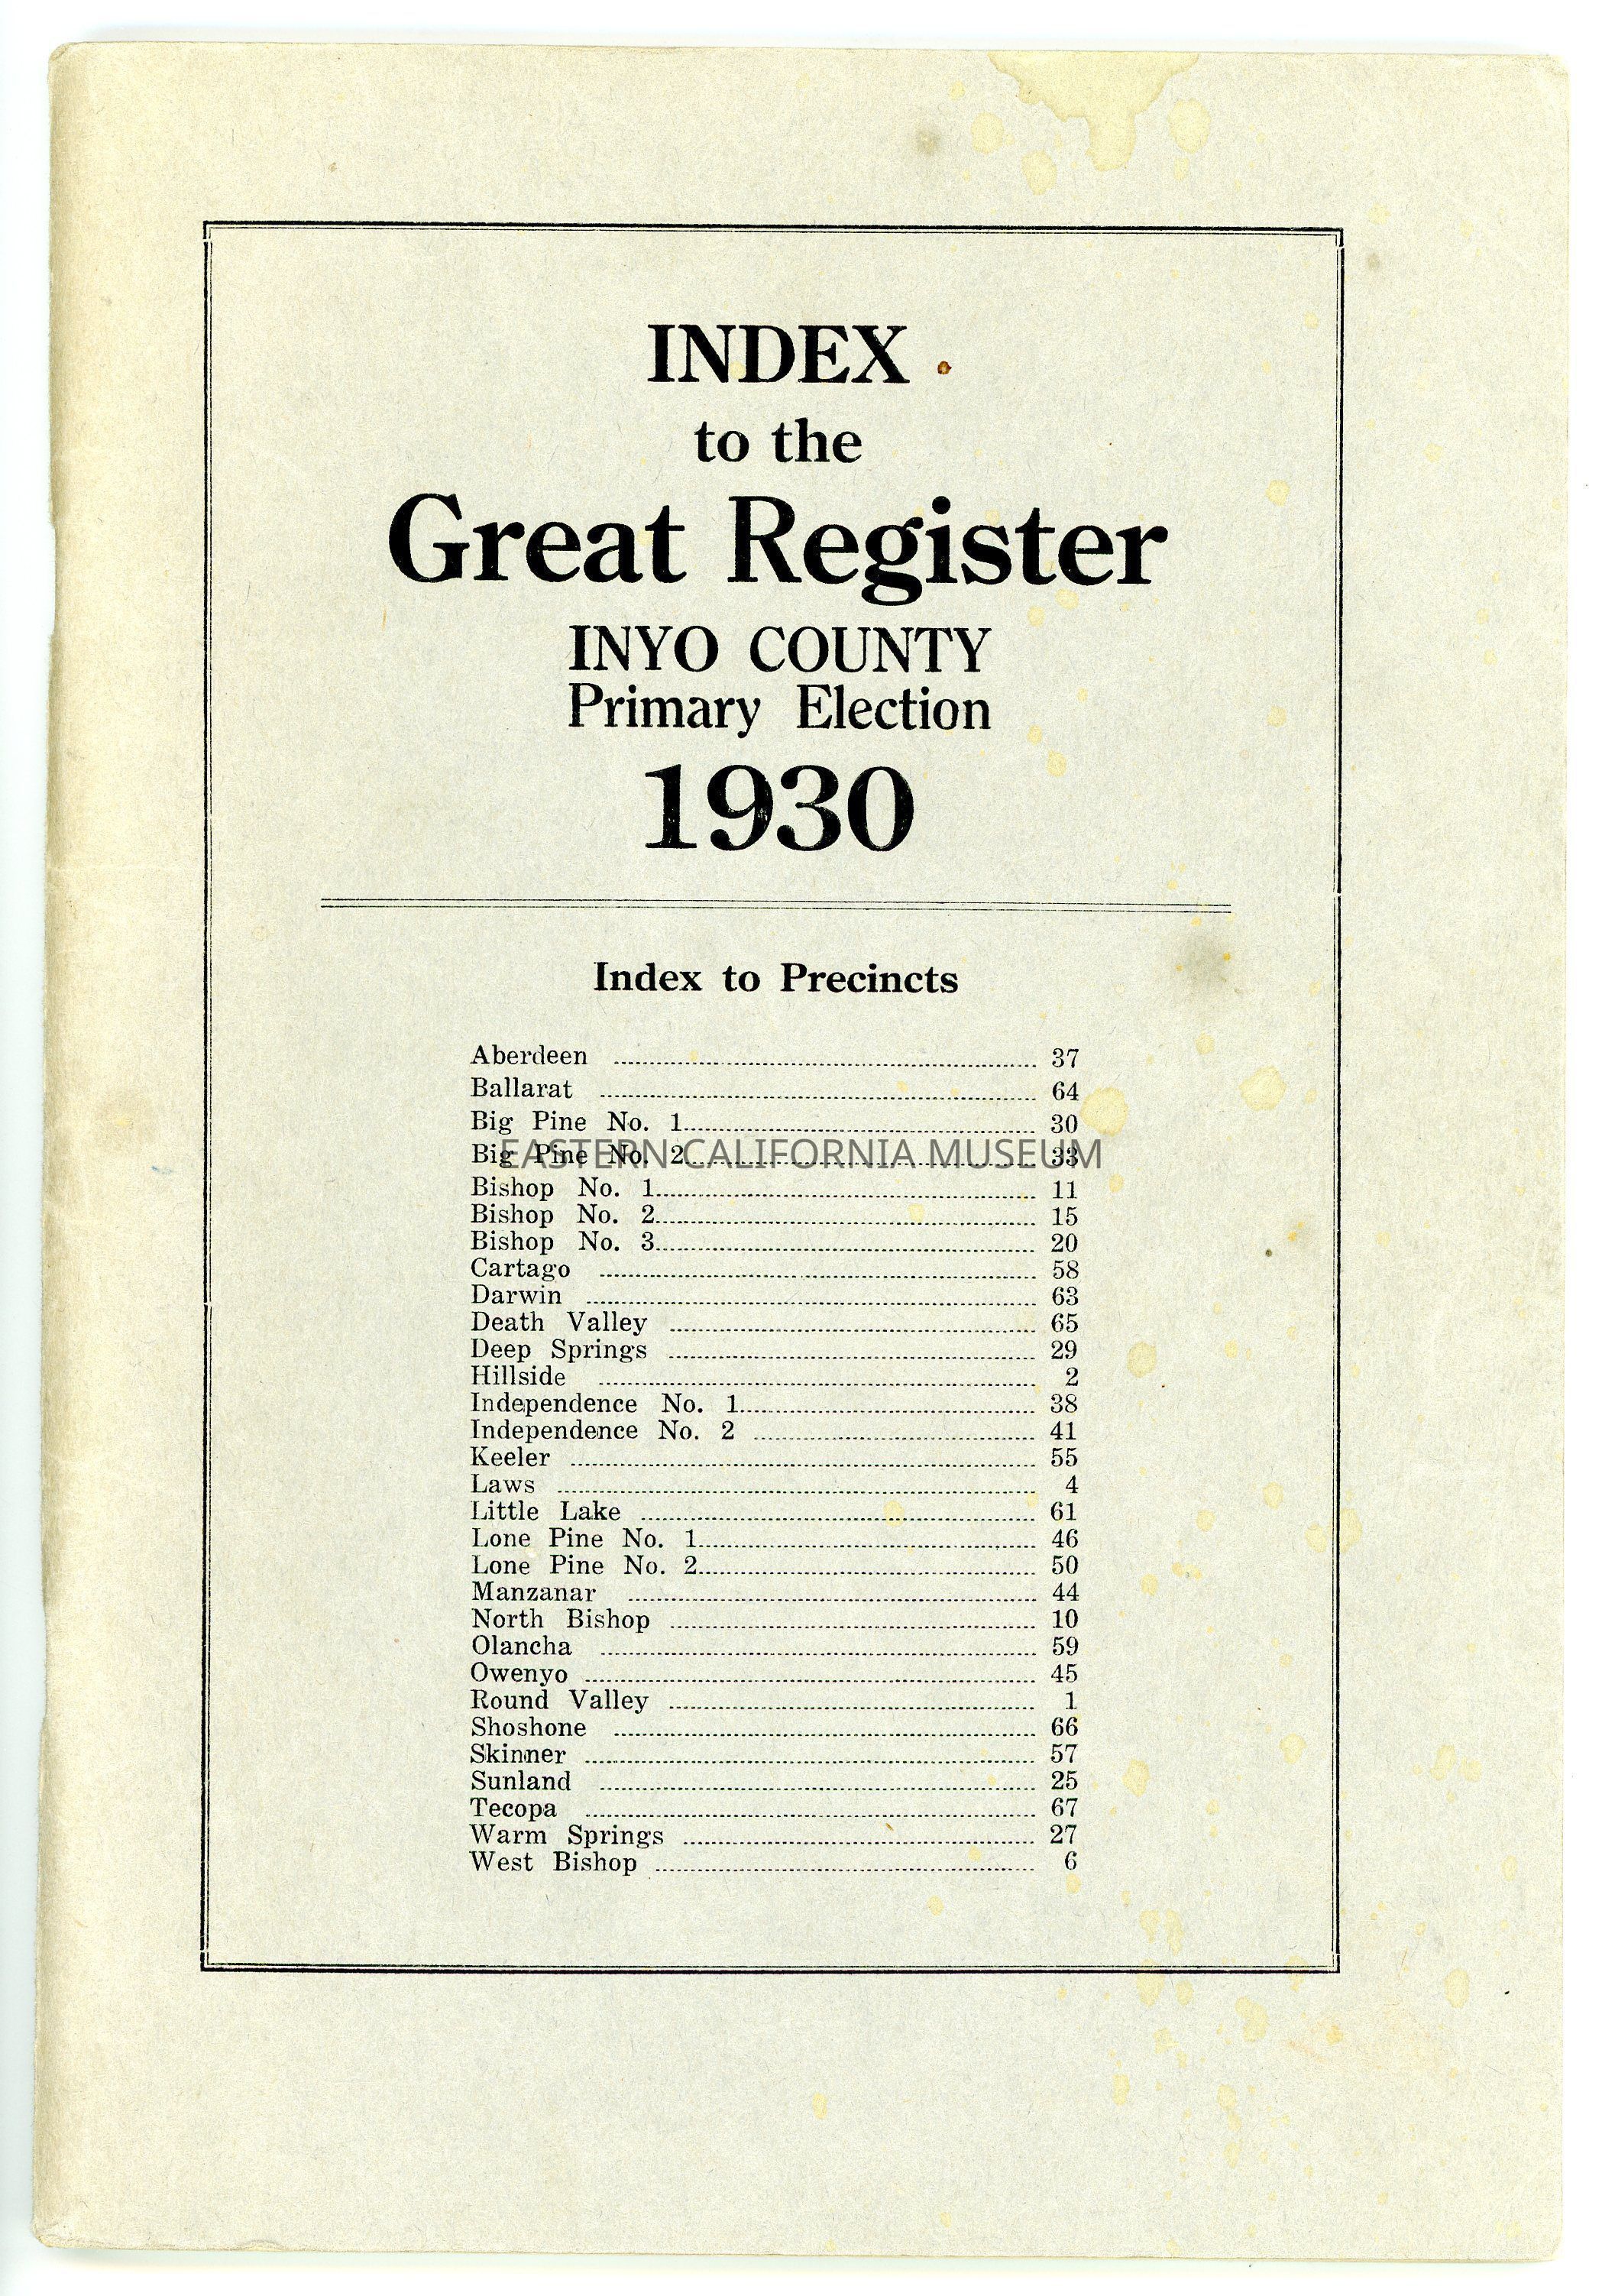 INDEX
to the
Great Register
INYO COUNTY
Primary Election
1930
Index to Precincts
Aberdeen 37
Ballarat 64
Big Pine No. 1 30
Big Pine No. 2 33
EASTERN CALIFORNIA MUSEUM
Bishop No. 1 11
Bishop No. 2 15
Bishop No. 3 20
Cartago 58
Darwin 63
Death Valley 65
Deep Springs 29
Hillside 2
Independence No. 1 38
Independence No. 2 41
Keeler 55
Laws 4
Little Lake 61
Lone Pine No. 1 46
Lone Pine No. 2 50
Manzanar 44
North Bishop 10
Olancha 59
Owenyo 45
Round Valley 1
Shoshone 66
Skinner 57
Sunland 25
Tecopa 67
Warm Springs 27
West Bishop 6